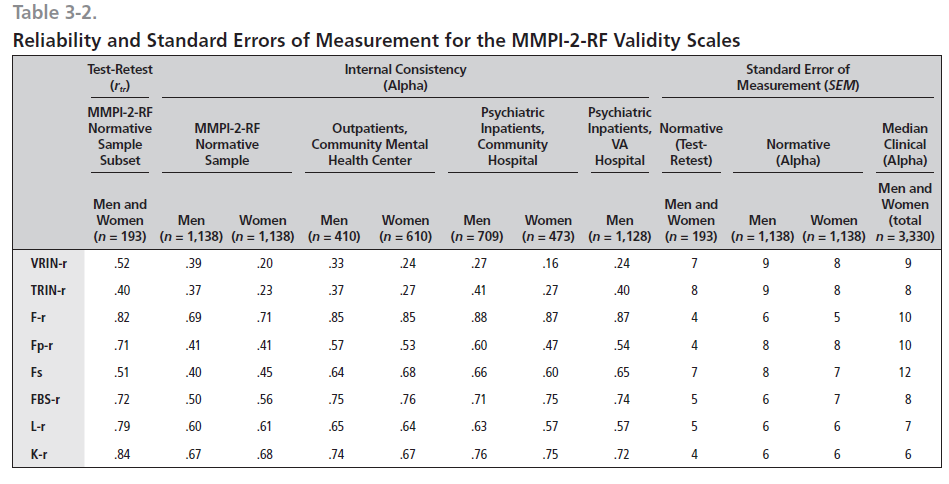 Table 3-2.
Reliability and Standard Errors of Measurement for the MMPI-2-RF Validity Scales
Test-Retest (rtr) Internal Consistency (Alpha) Standard Error of Measurement (SEM)
MMPI-2-RF Normative Sample Subset MMPI-2-RF Normative Sample Outpatients, Community Mental Health Center Psychiatric Inpatients, Community Hospital Psychiatric Inpatients, VA Hospital Normative (Test-Retest) Normative (Alpha) Median Clinical (Alpha)
Men and Women (n = 193) Men (n = 1,138) Women (n = 1,138) Men (n = 410) Women (n = 610) Men (n = 709) Women (n = 473) Men (n = 1,128) Men and Women (n = 193) Men (n = 1,138) Women (n = 1,138) Men and Women (total n = 3,330)
VRIN-r .52 .39 .20 .33 .24 .27 .16 .24 7 9 8 9
TRIN-r .40 .37 .23 .37 .27 .41 .27 .40 8 9 8 8
F-r .82 .69 .71 .85 .85 .88 .87 .87 4 6 5 10
Fp-r .71 .41 .41 .57 .53 .60 .47 .54 4 8 8 10
Fs .51 .40 .45 .64 .68 .66 .60 .65 7 8 7 12
FBS-r .72 .50 .56 .75 .76 .71 .75 .74 5 6 7 8
L-r .79 .60 .61 .65 .64 .63 .57 .57 5 6 6 7
K-r .84 .67 .68 .74 .67 .76 .75 .72 4 6 6 6